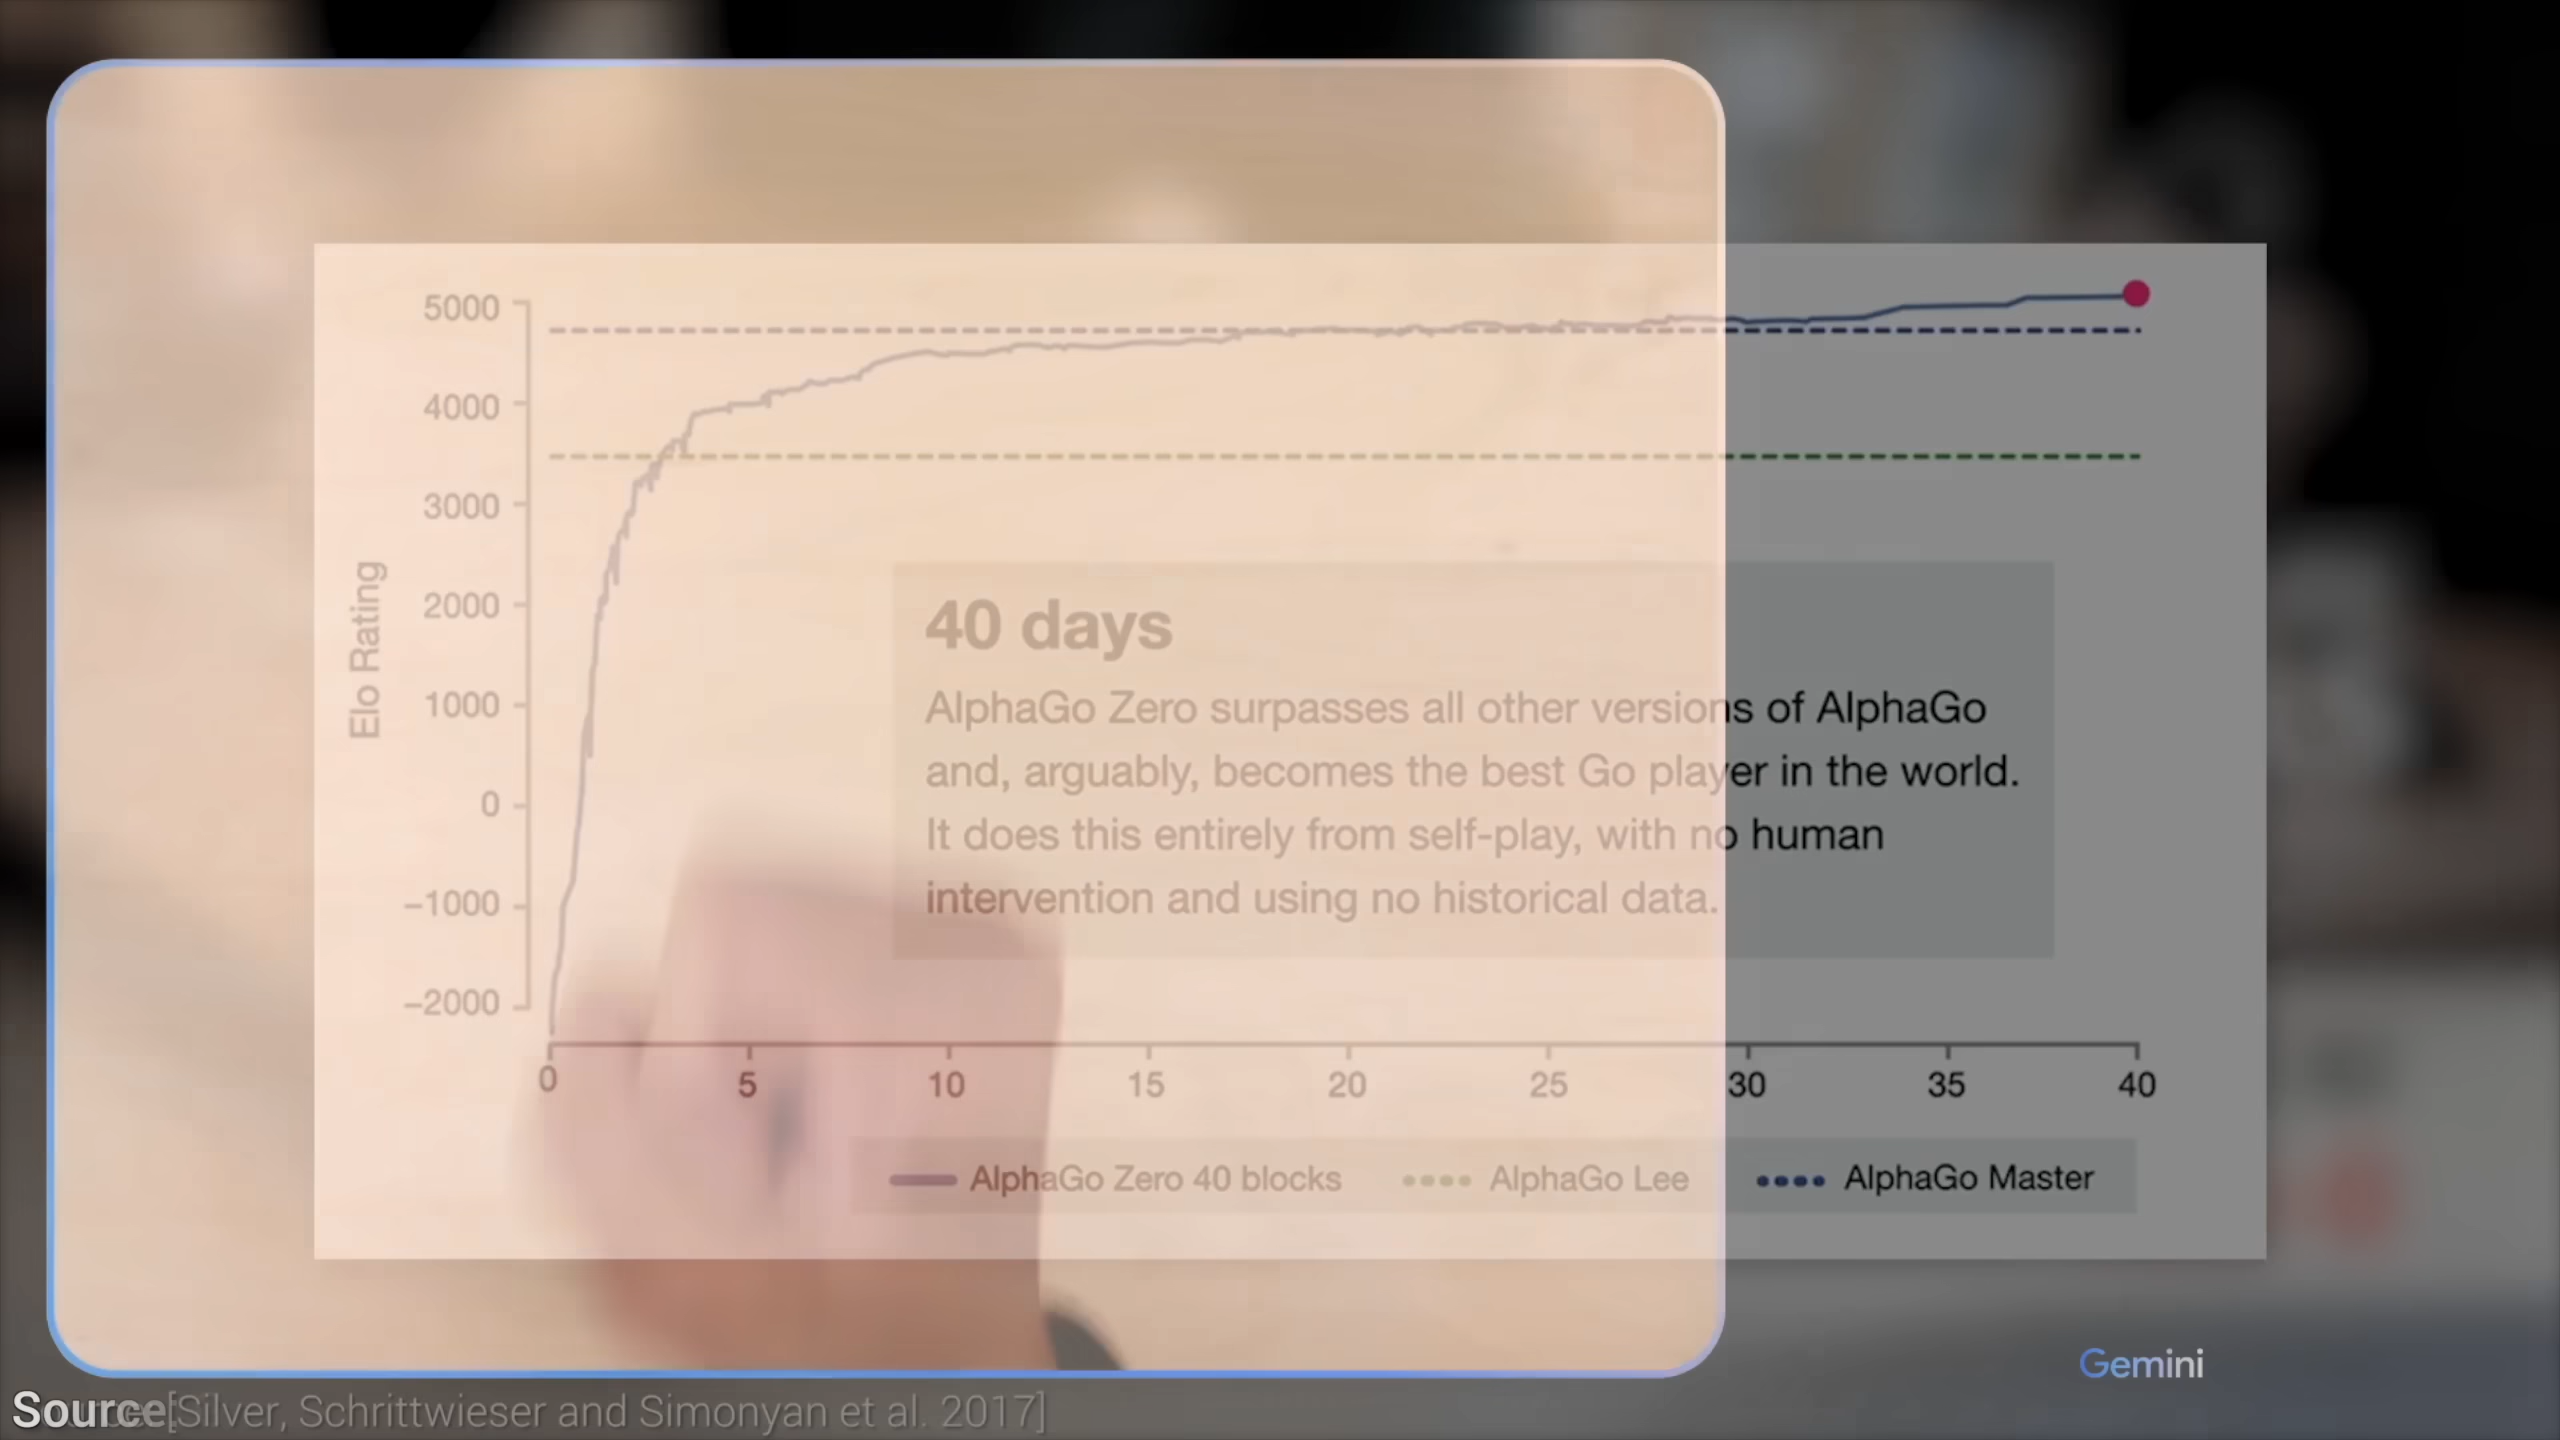 5000
4000
3000
2000
1000
0
−1000
−2000
Elo Rating
40 days
AlphaGo Zero surpasses all other versions of AlphaGo
and, arguably, becomes the best Go player in the world.
It does this entirely from self-play, with no human
intervention and using no historical data.
0 5 10 15 20 25 30 35 40
AlphaGo Zero 40 blocks AlphaGo Lee AlphaGo Master
Gemini
Source [Silver, Schrittwieser and Simonyan et al. 2017]